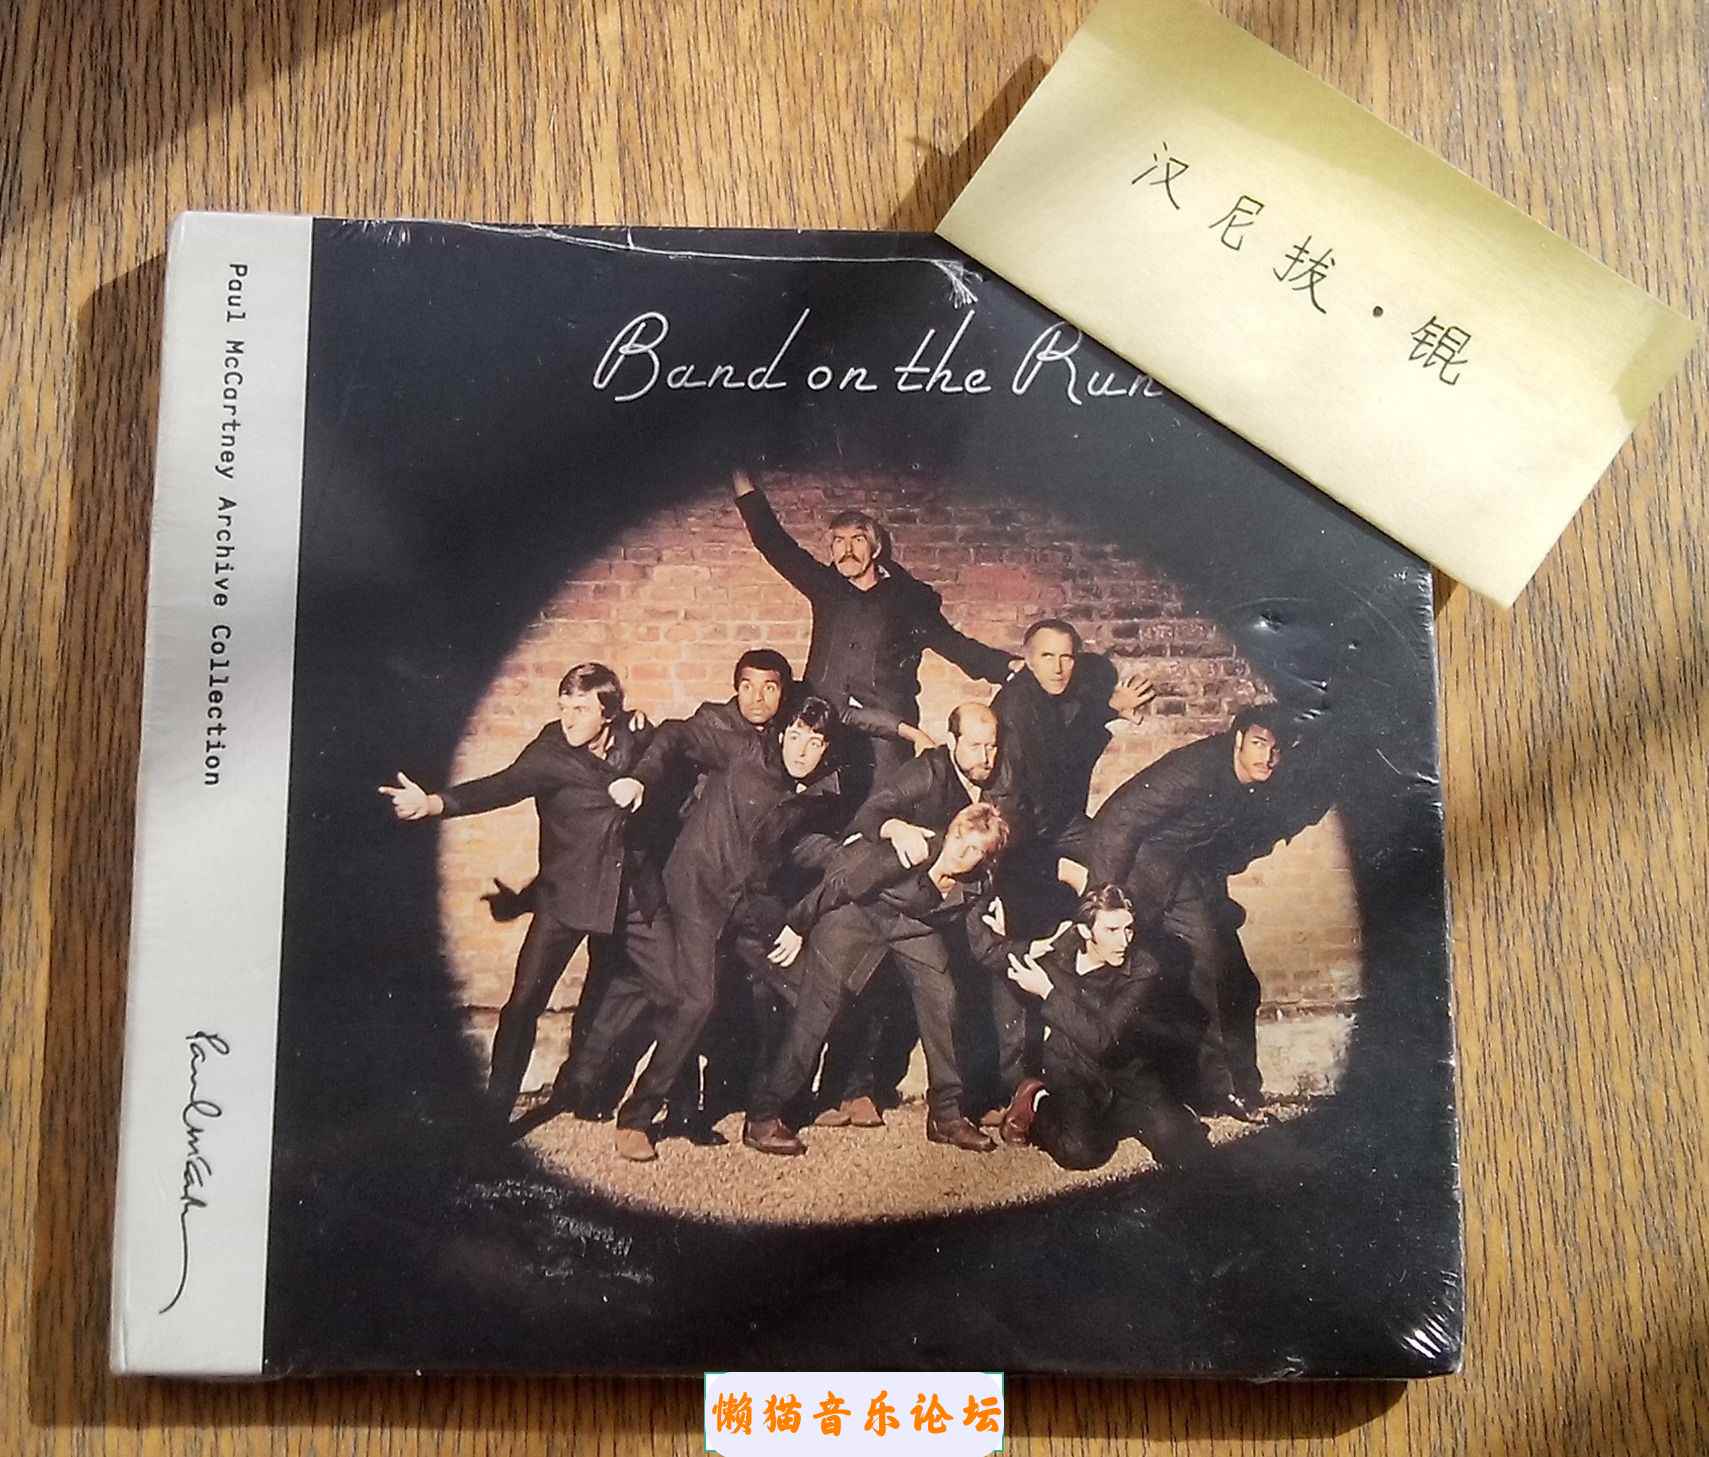 汉尼拔·锟
Band on the Run
Paul McCartney Archive Collection
懒猫音乐论坛